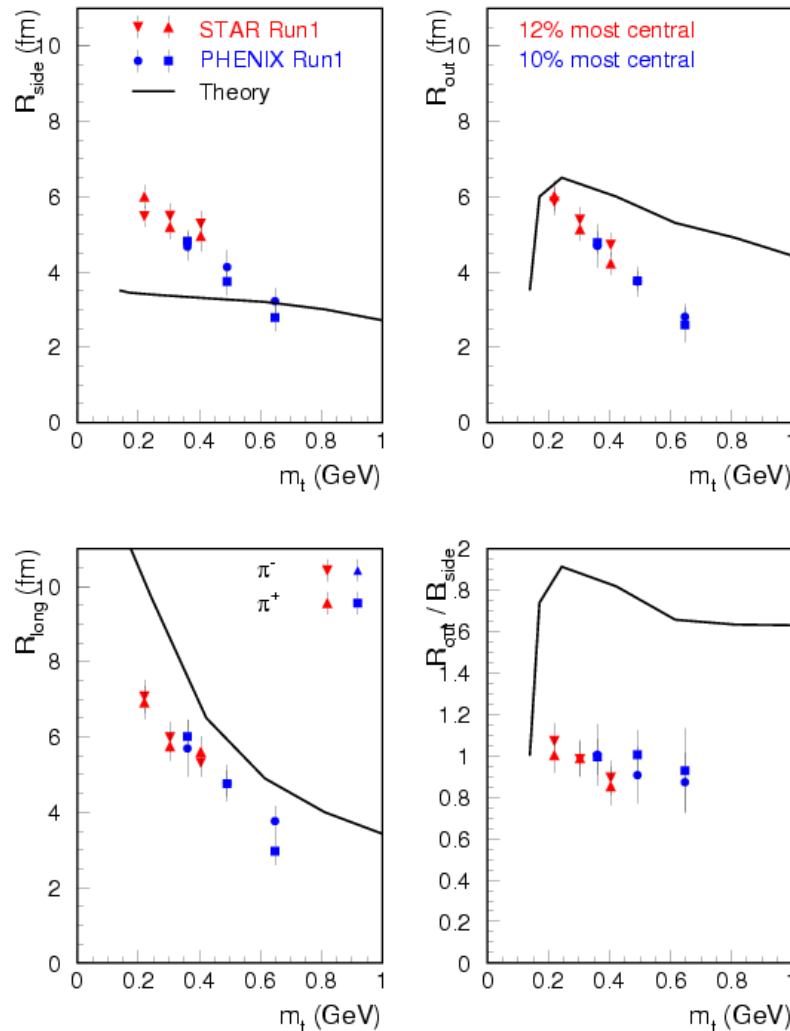 R_side (fm)
10
8
6
4
2
0
STAR Run1
PHENIX Run1
Theory
0 0.2 0.4 0.6 0.8 1
m_t (GeV)
R_out (fm)
10
8
6
4
2
0
12% most central
10% most central
0 0.2 0.4 0.6 0.8 1
m_t (GeV)
R_long (fm)
10
8
6
4
2
0
π⁻
π⁺
0 0.2 0.4 0.6 0.8 1
m_t (GeV)
R_out / R_side
2
1.8
1.6
1.4
1.2
1
0.8
0.6
0.4
0.2
0
0 0.2 0.4 0.6 0.8 1
m_t (GeV)